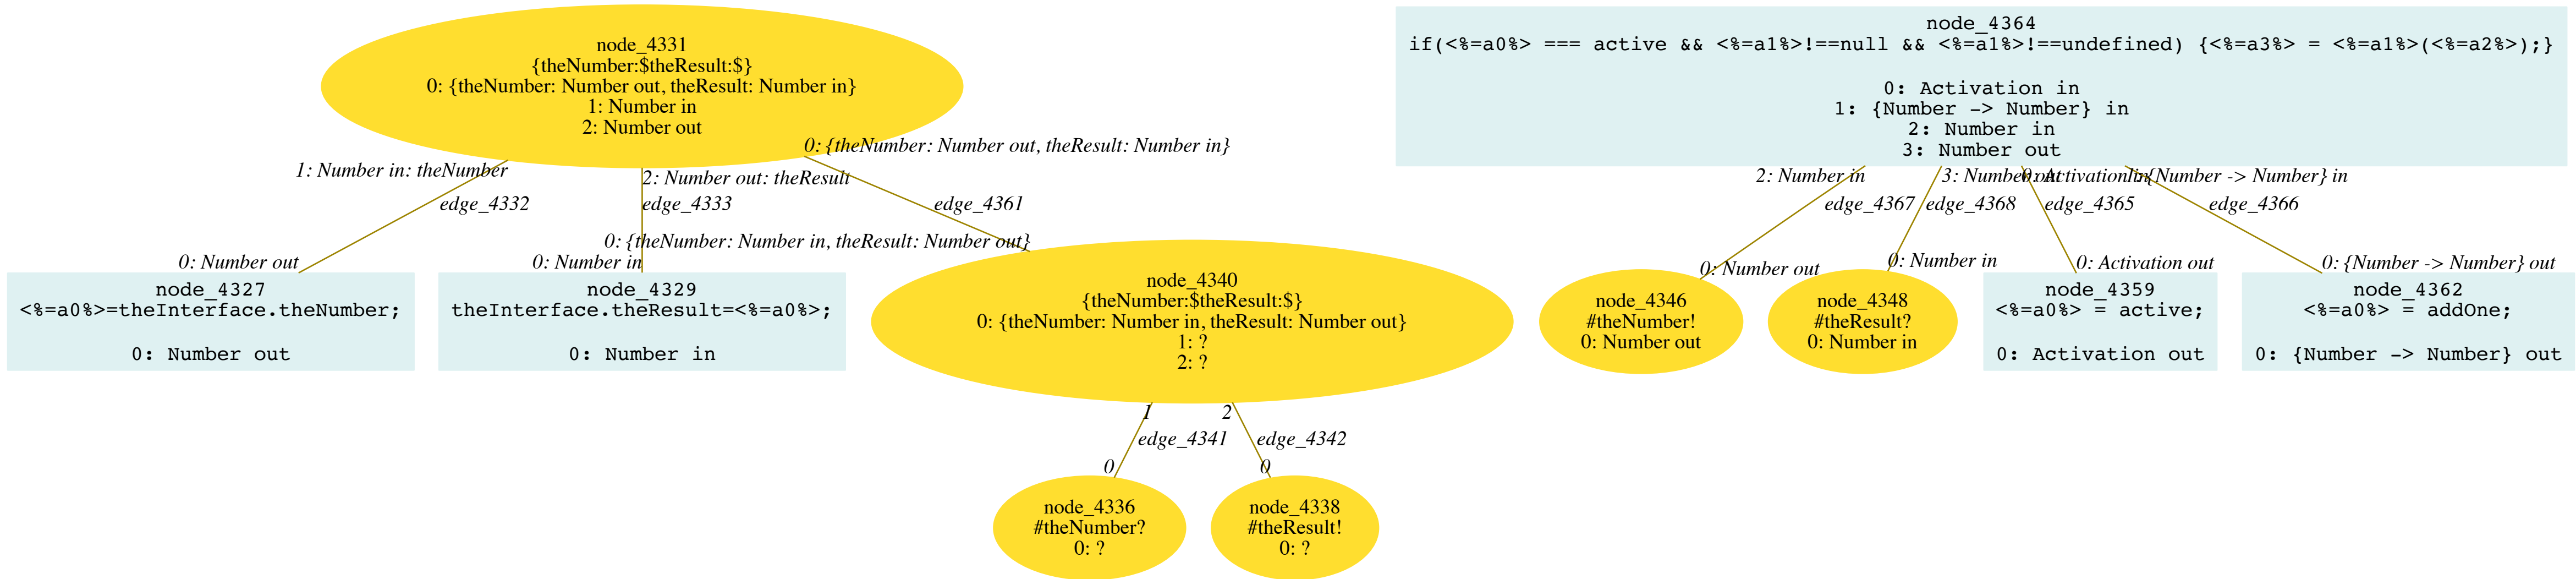 node_4331
{theNumber:$theResult:$}
0: {theNumber: Number out, theResult: Number in}
1: Number in
2: Number out
node_4364
if(<%=a0%> === active && <%=a1%>!==null && <%=a1%>!==undefined) {<%=a3%> = <%=a1%>(<%=a2%>);}
0: Activation in
1: {Number -> Number} in
2: Number in
3: Number out
0: {theNumber: Number out, theResult: Number in}
1: Number in: theNumber
2: Number out: theResult
edge_4332
edge_4333
edge_4361
2: Number in
3: Number out
0: Activation in
1: {Number -> Number} in
edge_4367
edge_4368
edge_4365
edge_4366
0: Number out
0: Number in
0: {theNumber: Number in, theResult: Number out}
0: Number out
0: Number in
0: Activation out
0: {Number -> Number} out
node_4327
<%=a0%>=theInterface.theNumber;
0: Number out
node_4329
theInterface.theResult=<%=a0%>;
0: Number in
node_4340
{theNumber:$theResult:$}
0: {theNumber: Number in, theResult: Number out}
1: ?
2: ?
node_4346
#theNumber!
0: Number out
node_4348
#theResult?
0: Number in
node_4359
<%=a0%> = active;
0: Activation out
node_4362
<%=a0%> = addOne;
0: {Number -> Number} out
1
2
edge_4341
edge_4342
0
0
node_4336
#theNumber?
0: ?
node_4338
#theResult!
0: ?